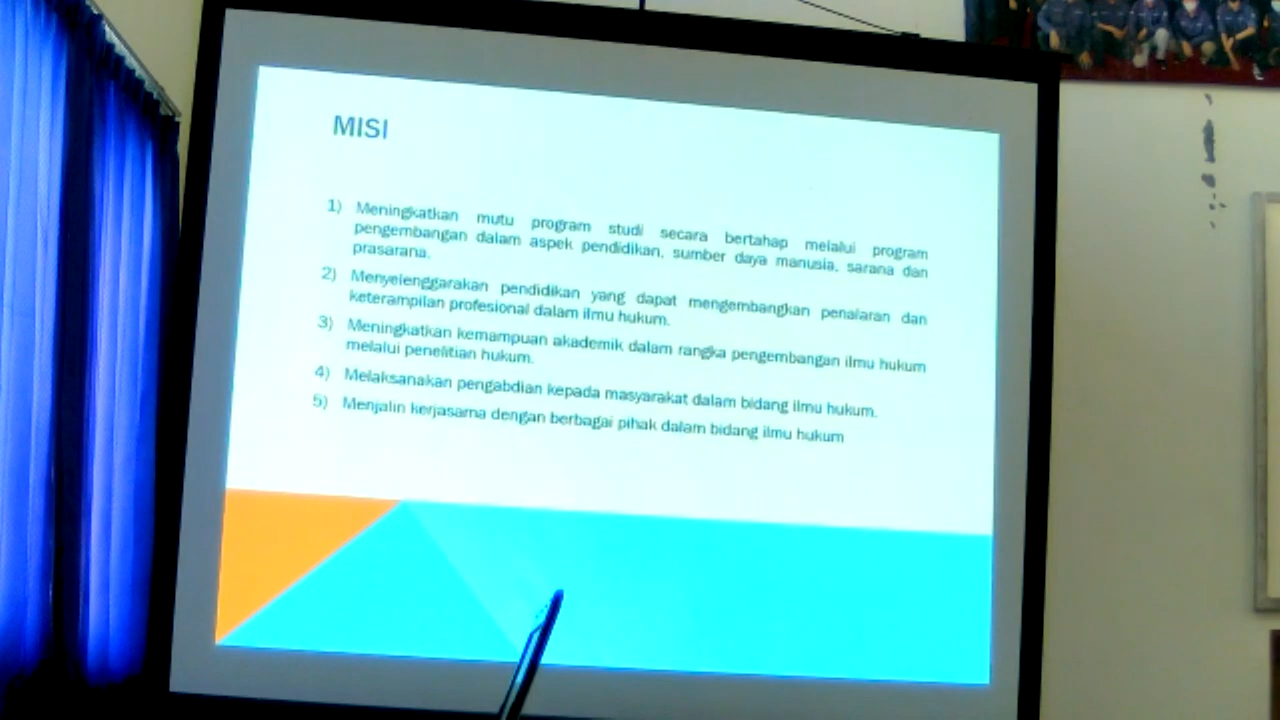 MISI
1) Meningkatkan mutu program studi secara bertahap melalui program
pengembangan dalam aspek pendidikan, sumber daya manusia, sarana dan
prasarana.
2) Menyelenggarakan pendidikan yang dapat mengembangkan penalaran dan
keterampilan profesional dalam ilmu hukum.
3) Meningkatkan kemampuan akademik dalam rangka pengembangan ilmu hukum
melalui penelitian hukum.
4) Melaksanakan pengabdian kepada masyarakat dalam bidang ilmu hukum.
5) Menjalin kerjasama dengan berbagai pihak dalam bidang ilmu hukum